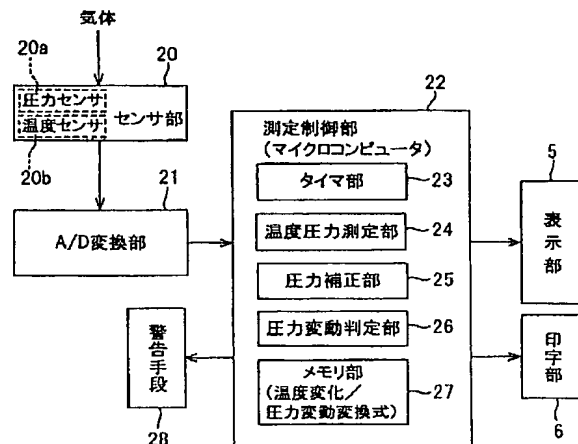 気体
20a
20
圧力センサ
温度センサ
センサ部
20b
21
A/D変換部
22
測定制御部
(マイクロコンピュータ)
タイマ部
23
温度圧力測定部
24
圧力補正部
25
圧力変動判定部
26
メモリ部
(温度変化／
圧力変動変換式)
27
5
表示部
印字部
6
警告手段
28